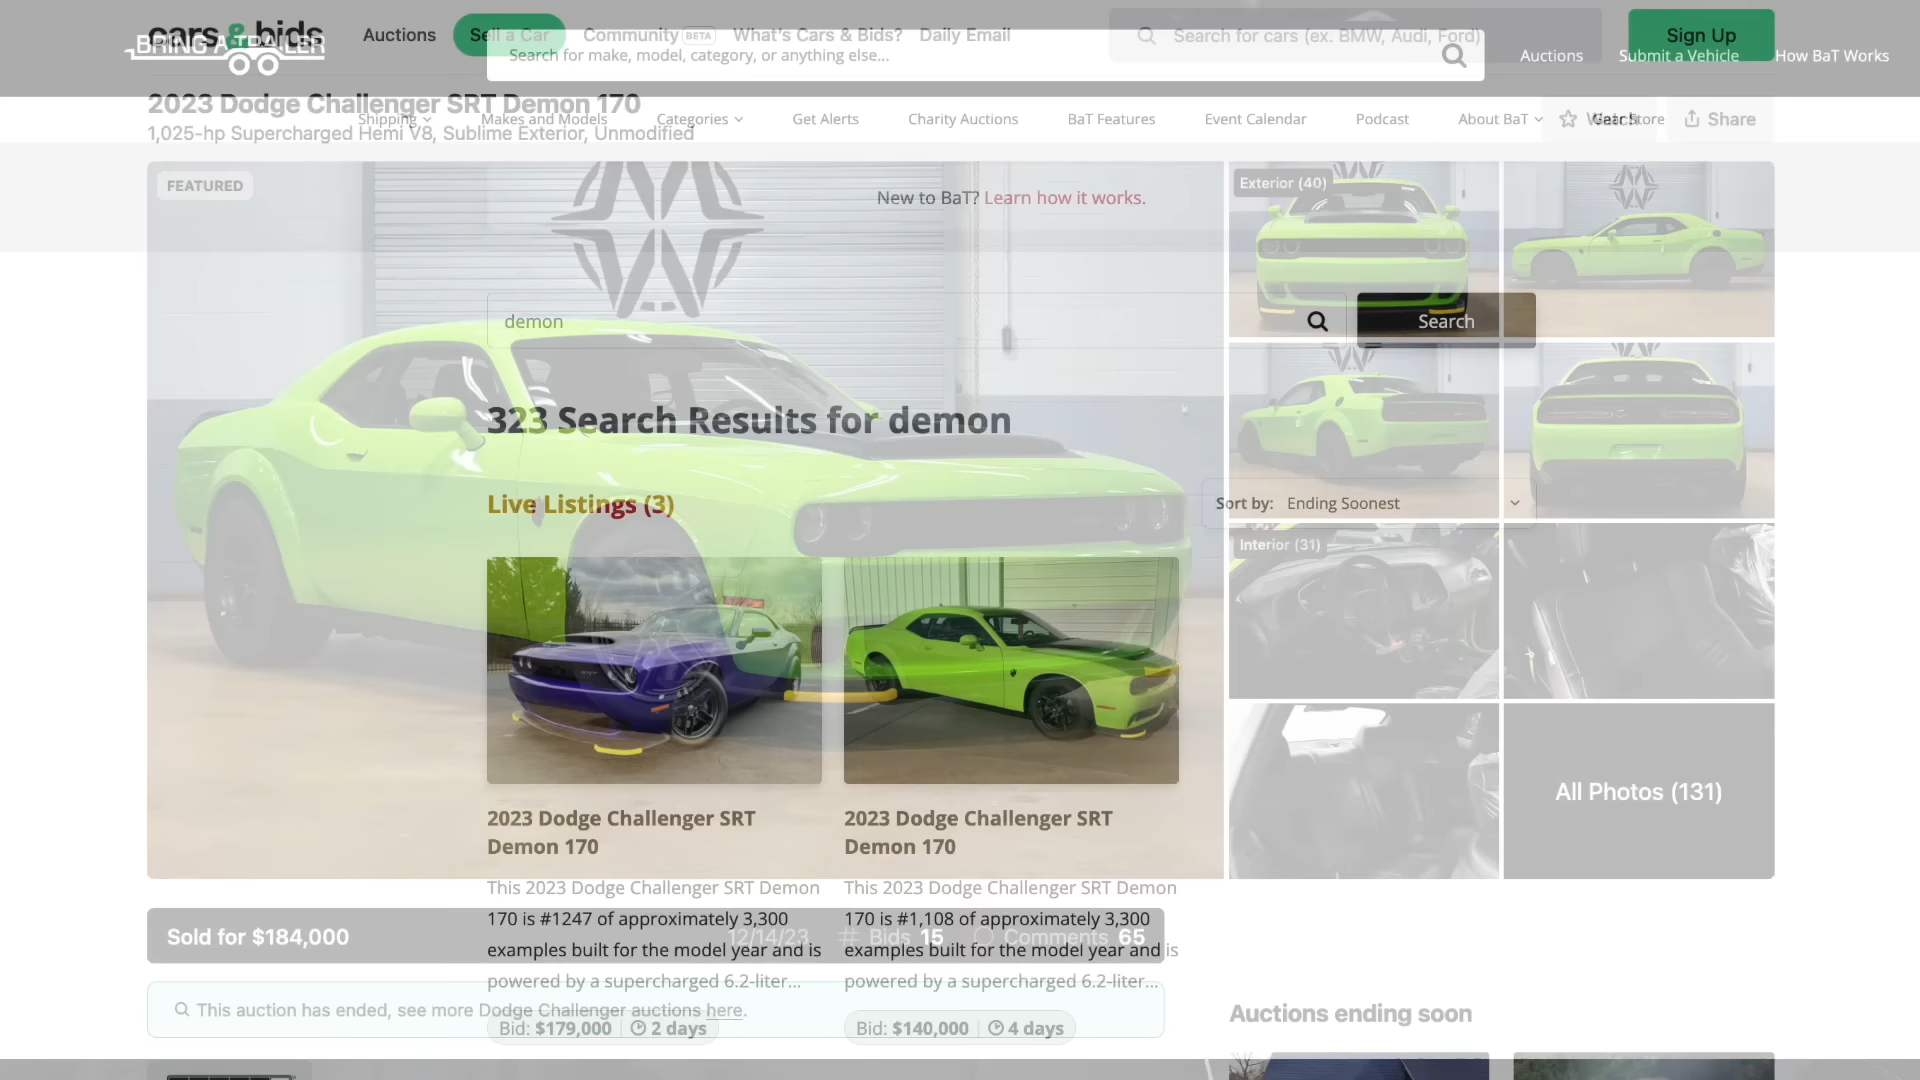 cars & bids
BRING A TRAILER
Auctions
Sell a Car
Community BETA
What's Cars & Bids?
Daily Email
Search for cars (ex. BMW, Audi, Ford)
Sign Up
Search for make, model, category, or anything else...
Auctions
Submit a Vehicle
How BaT Works
2023 Dodge Challenger SRT Demon 170
1,025-hp Supercharged Hemi V8, Sublime Exterior, Unmodified
Shipping
Makes and Models
Categories
Get Alerts
Charity Auctions
BaT Features
Event Calendar
Podcast
About BaT
Watch
Gear Store
Share
FEATURED
New to BaT? Learn how it works.
Exterior (40)
demon
Search
323 Search Results for demon
Live Listings (3)
Sort by: Ending Soonest
Interior (31)
All Photos (131)
2023 Dodge Challenger SRT
Demon 170
This 2023 Dodge Challenger SRT Demon
170 is #1247 of approximately 3,300
examples built for the model year and is
powered by a supercharged 6.2-liter...
Bid: $179,000 2 days
2023 Dodge Challenger SRT
Demon 170
This 2023 Dodge Challenger SRT Demon
170 is #1,108 of approximately 3,300
examples built for the model year and is
powered by a supercharged 6.2-liter...
Bid: $140,000 4 days
Sold for $184,000
12/14/23
# Bids 15
Comments 65
This auction has ended, see more Dodge Challenger auctions here.
Auctions ending soon